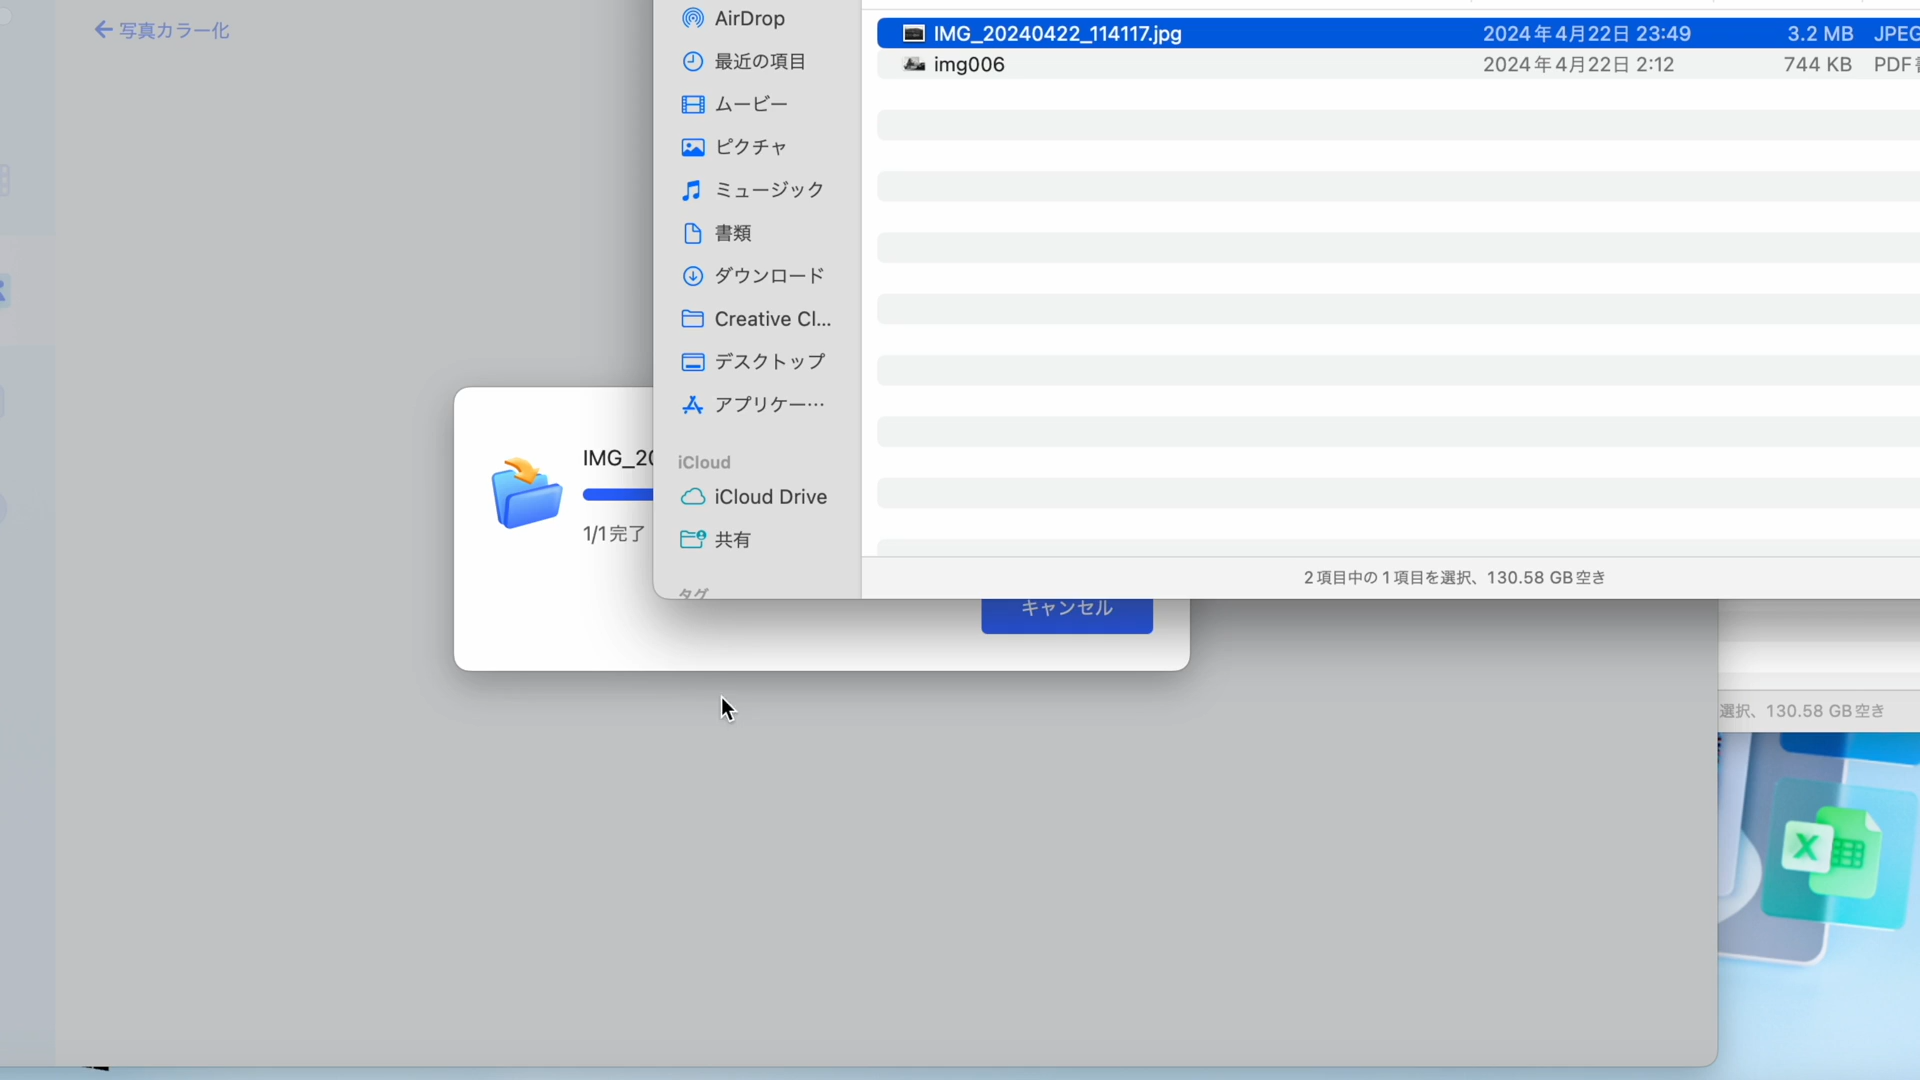 写真カラー化
AirDrop
最近の項目
ムービー
ピクチャ
ミュージック
書類
ダウンロード
Creative Cl...
デスクトップ
アプリケー…
iCloud
iCloud Drive
共有
タグ
IMG_20240422_114117.jpg 2024年4月22日 23:49 3.2 MB JPEG
img006 2024年4月22日 2:12 744 KB PDF
2項目中の1項目を選択、130.58 GB空き
IMG_20
1/1完了
キャンセル
選択、130.58 GB空き
X